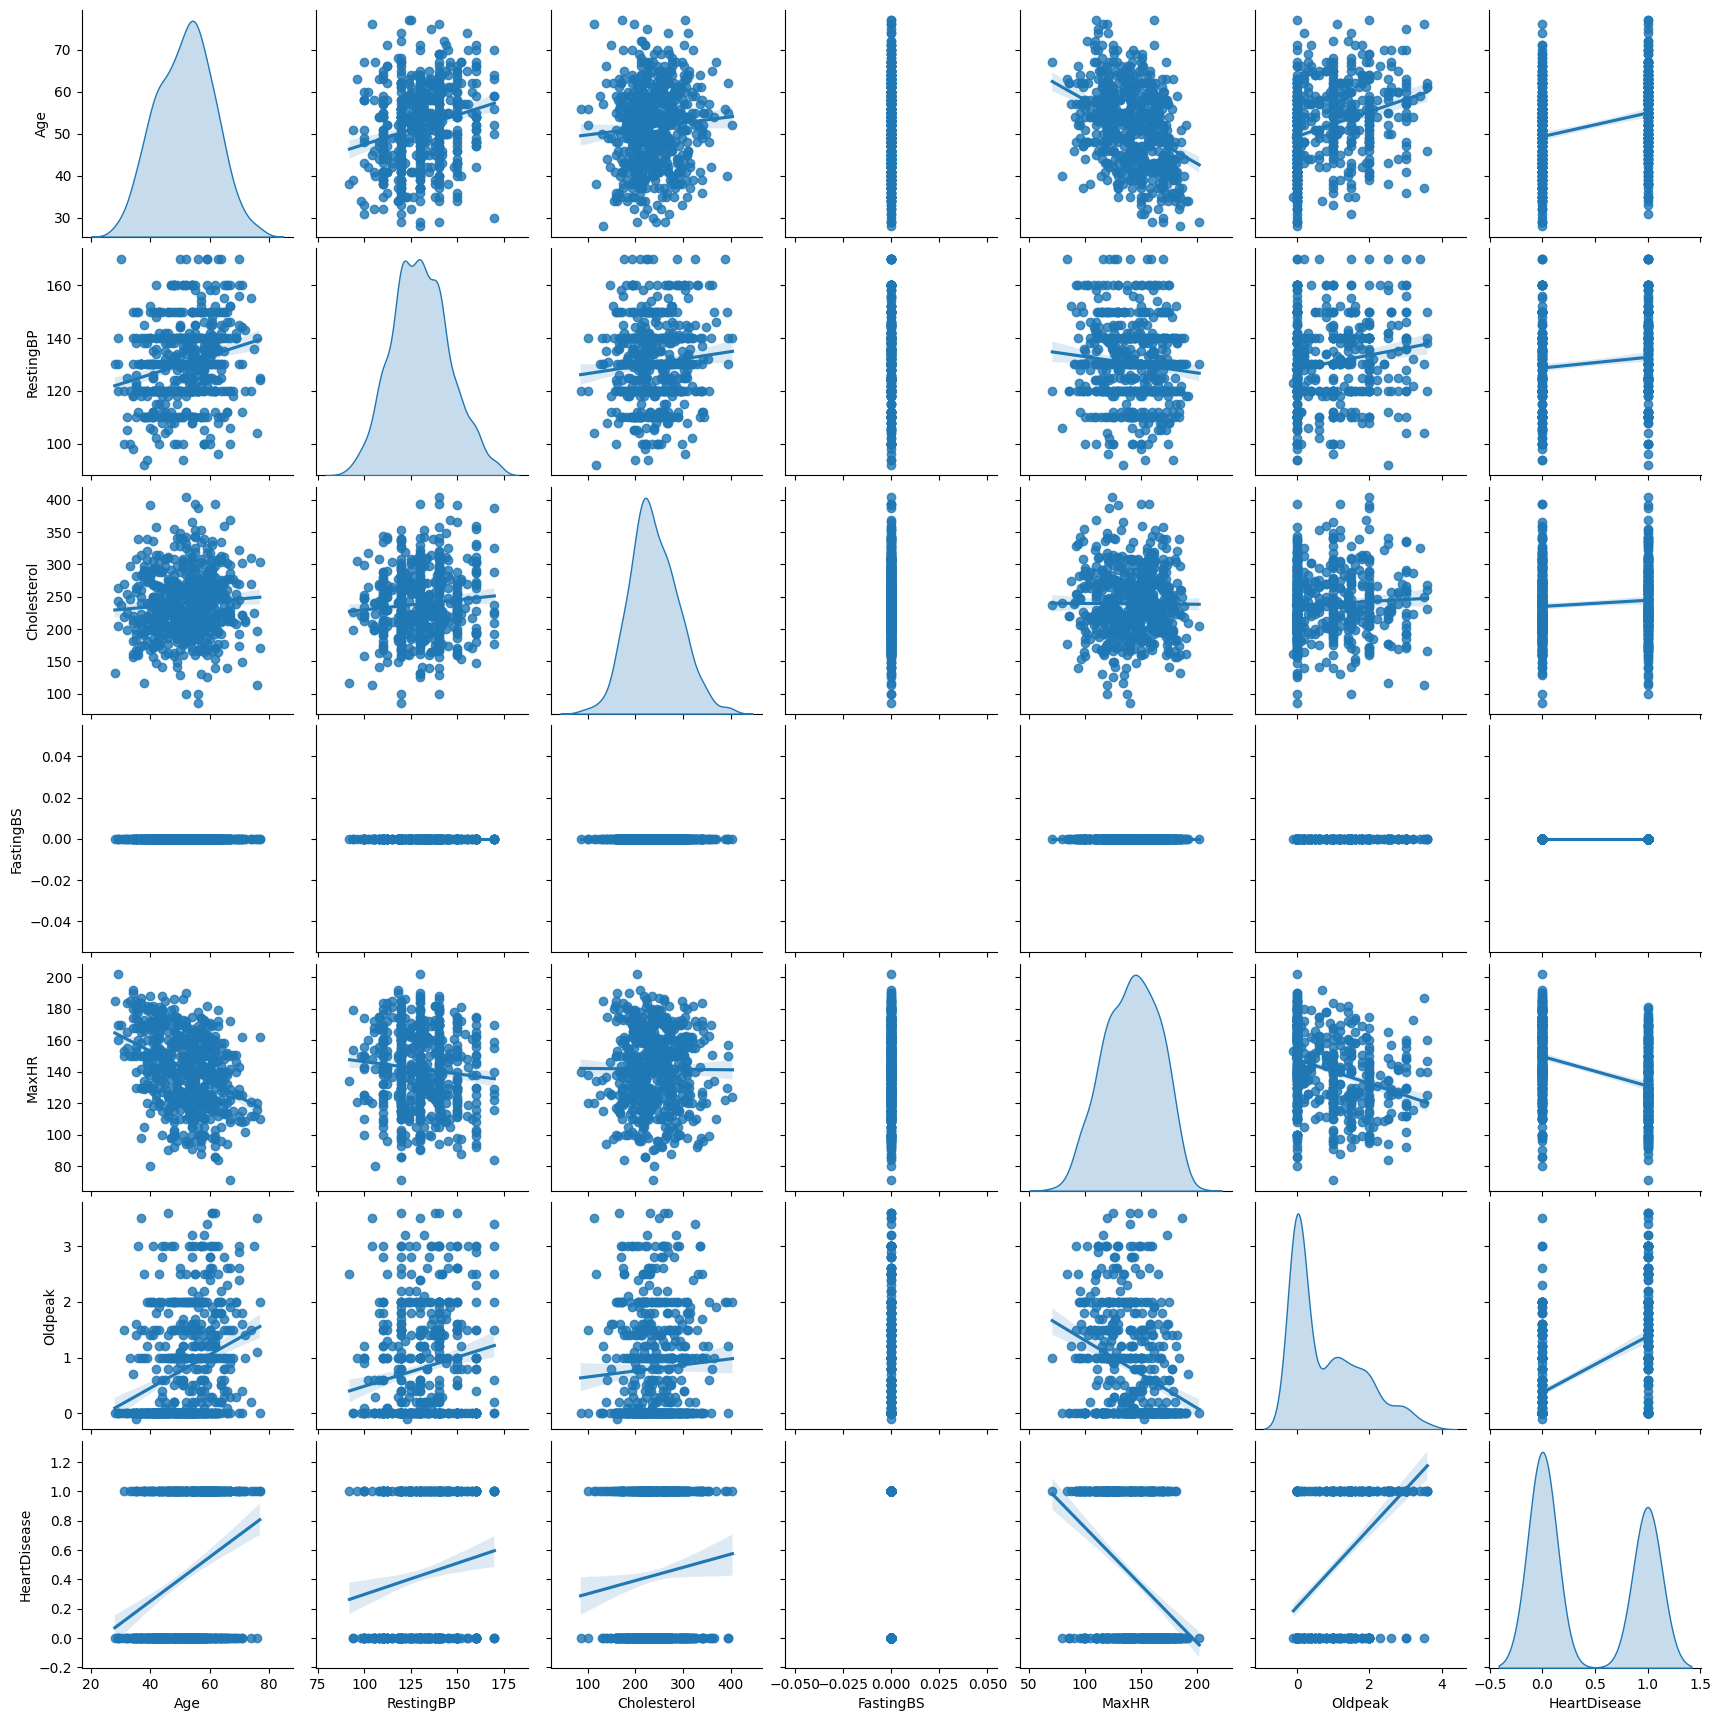 70
60
50
40
30
Age
160
140
120
100
RestingBP
400
350
300
250
200
150
100
Cholesterol
0.04
0.02
0.00
−0.02
−0.04
FastingBS
200
180
160
140
120
100
80
MaxHR
3
2
1
0
Oldpeak
1.2
1.0
0.8
0.6
0.4
0.2
0.0
−0.2
HeartDisease
20 40 60 80
75 100 125 150 175
100 200 300 400
−0.050 −0.025 0.000 0.025 0.050
50 100 150 200
0 2 4
−0.5 0.0 0.5 1.0 1.5
Age RestingBP Cholesterol FastingBS MaxHR Oldpeak HeartDisease